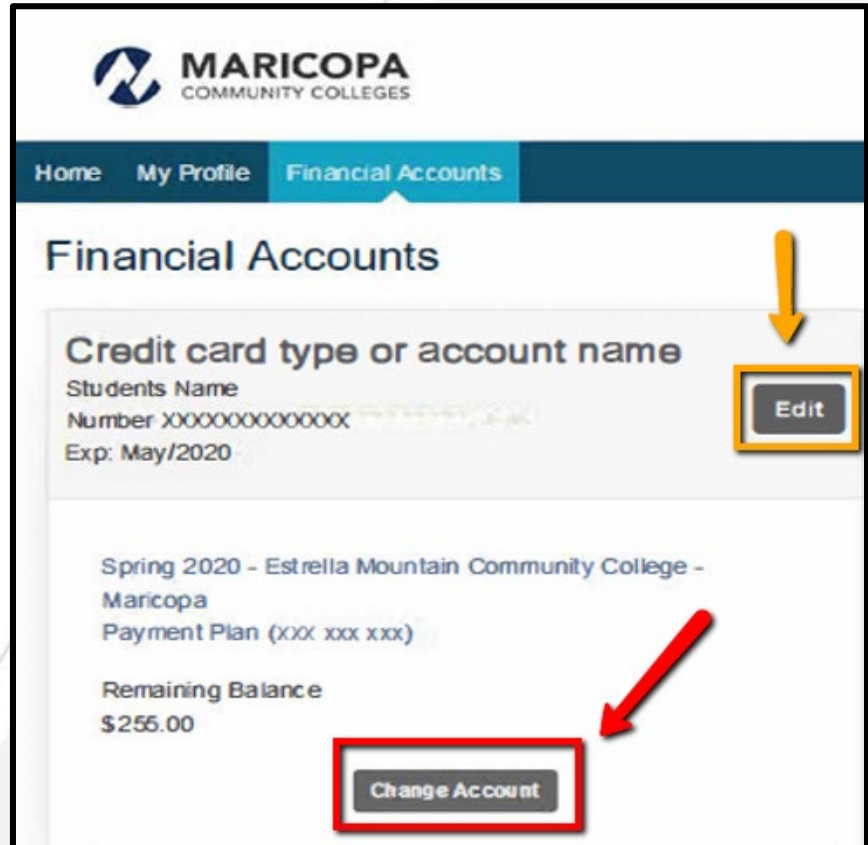 MARICOPA
COMMUNITY COLLEGES
Home My Profile Financial Accounts
Financial Accounts
Credit card type or account name
Students Name
Number XXXXXXXXXXXXX
Exp: May/2020
Edit
Spring 2020 - Estrella Mountain Community College -
Maricopa
Payment Plan (XXX xxx xxx)
Remaining Balance
$255.00
Change Account